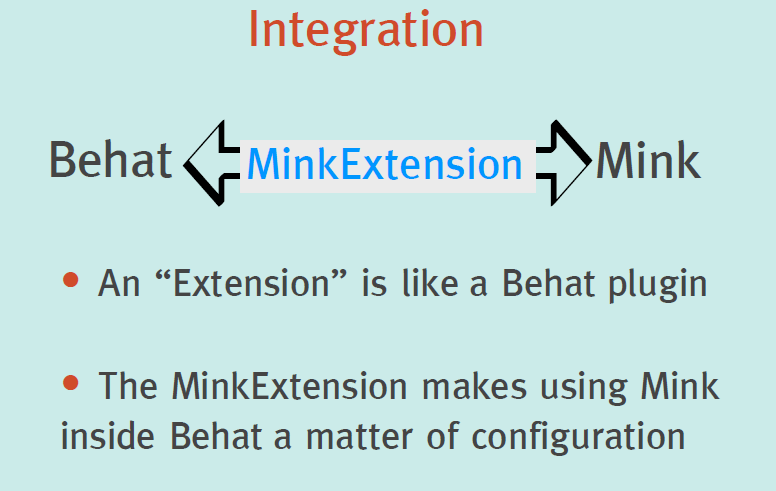 Integration
Behat MinkExtension Mink
• An “Extension” is like a Behat plugin
• The MinkExtension makes using Mink
inside Behat a matter of configuration